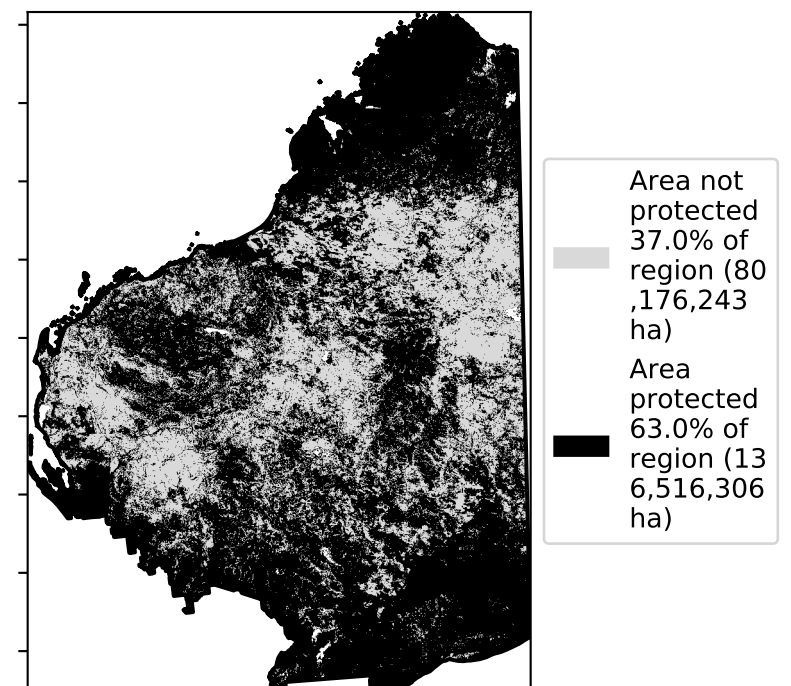 Area not
protected
37.0% of
region (80
,176,243
ha)
Area
protected
63.0% of
region (13
6,516,306
ha)